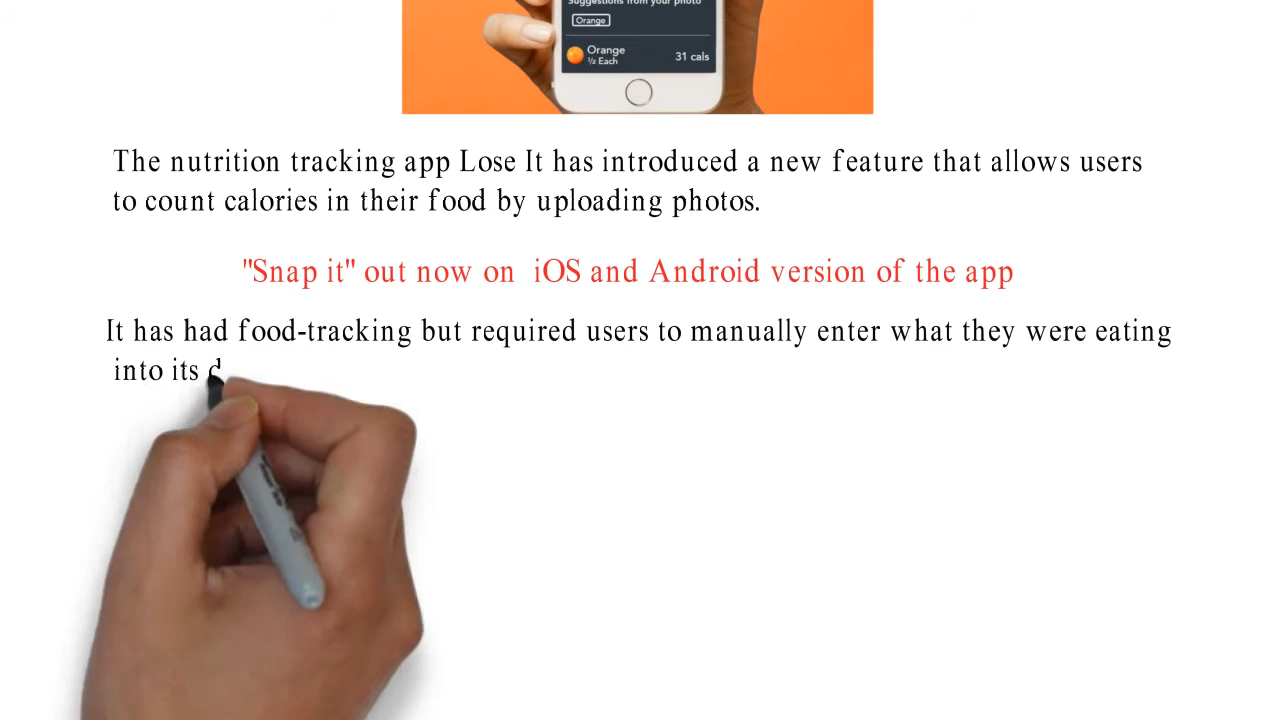 Suggestions from your photo
Orange
Orange
½ Each
31 cals
The nutrition tracking app Lose It has introduced a new feature that allows users
to count calories in their food by uploading photos.
"Snap it" out now on iOS and Android version of the app
It has had food-tracking but required users to manually enter what they were eating
into its d